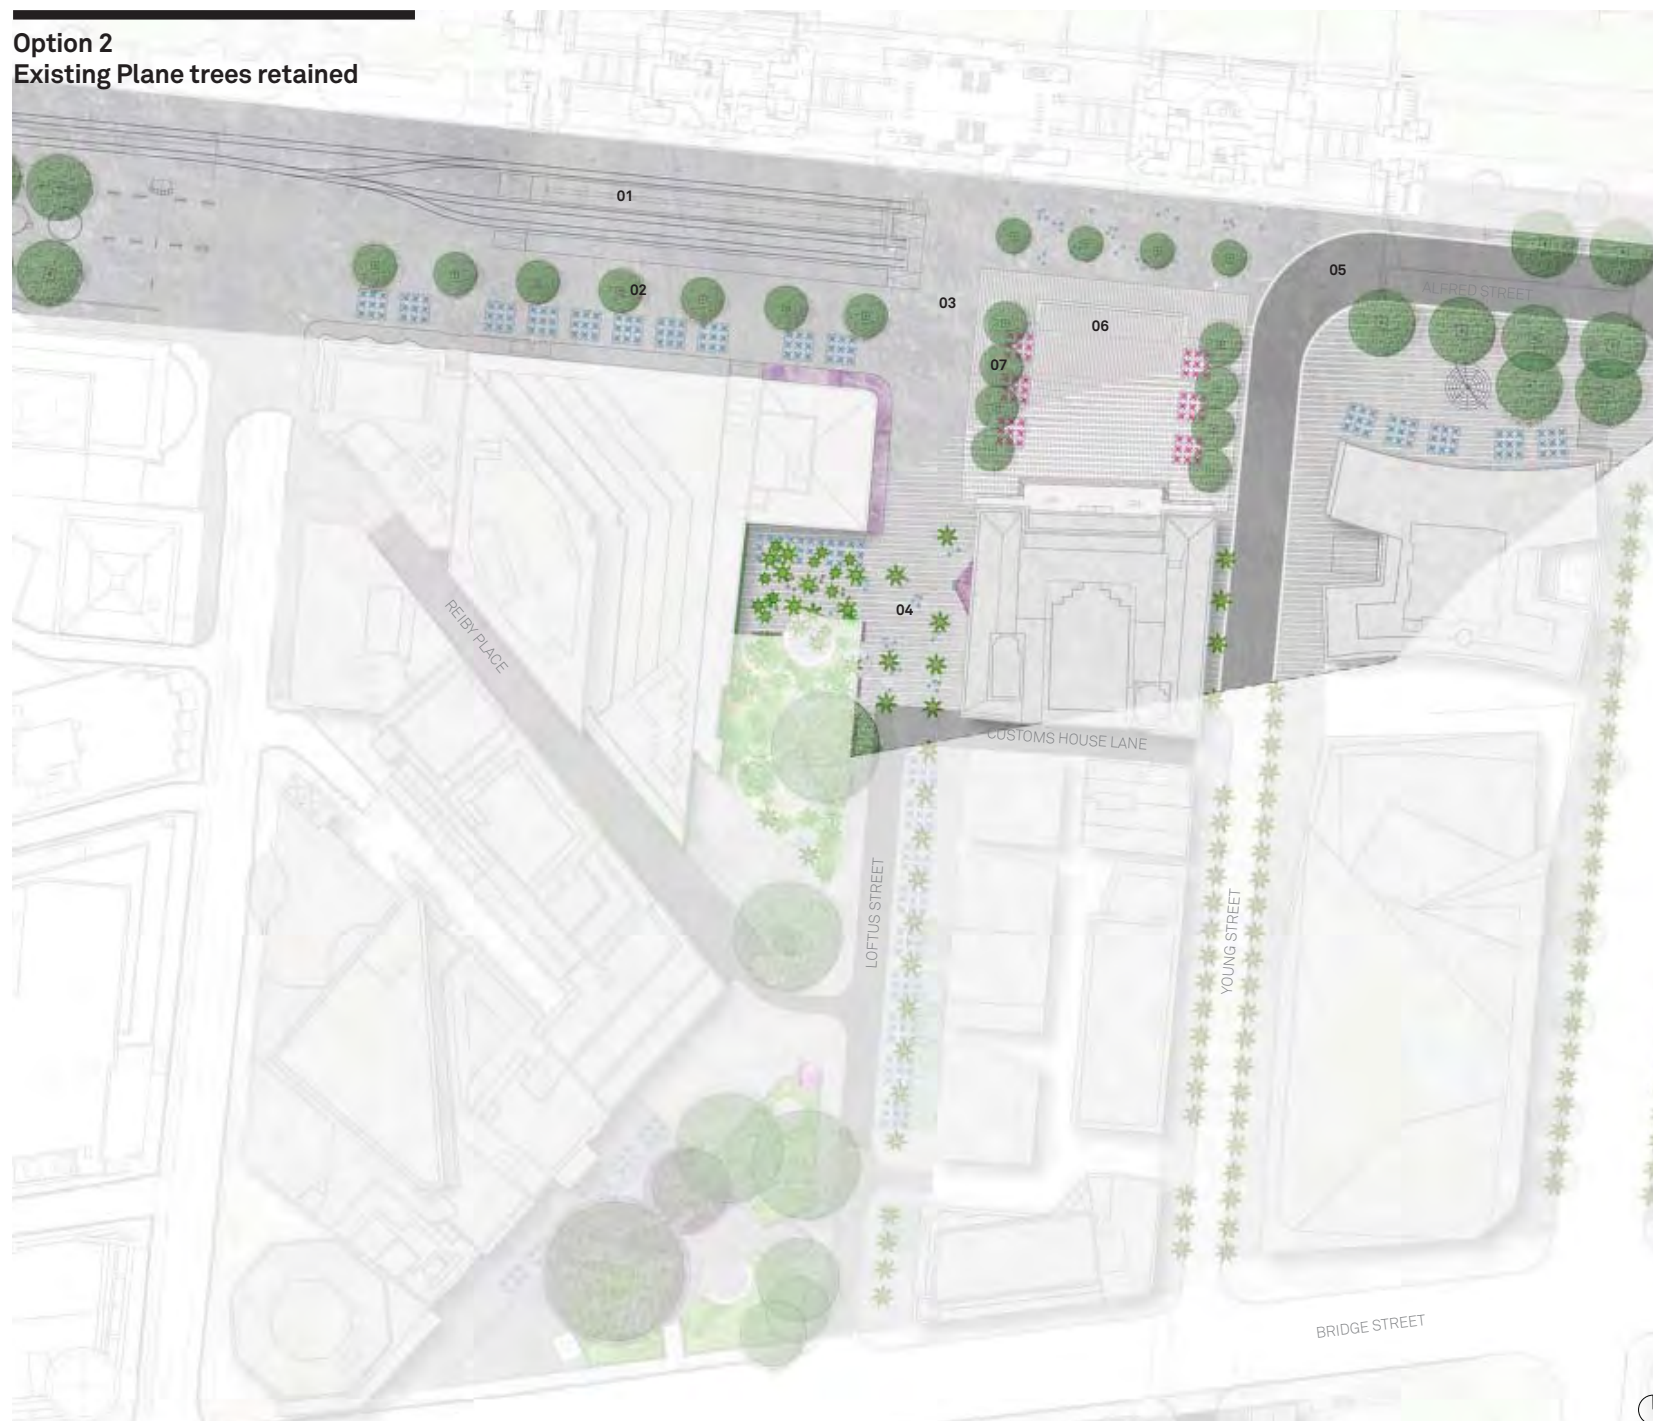 Option 2
Existing Plane trees retained
01
02
03
05
ALFRED STREET
06
07
04
REIBY PLACE
CUSTOMS HOUSE LANE
LOFTUS STREET
YOUNG STREET
BRIDGE STREET